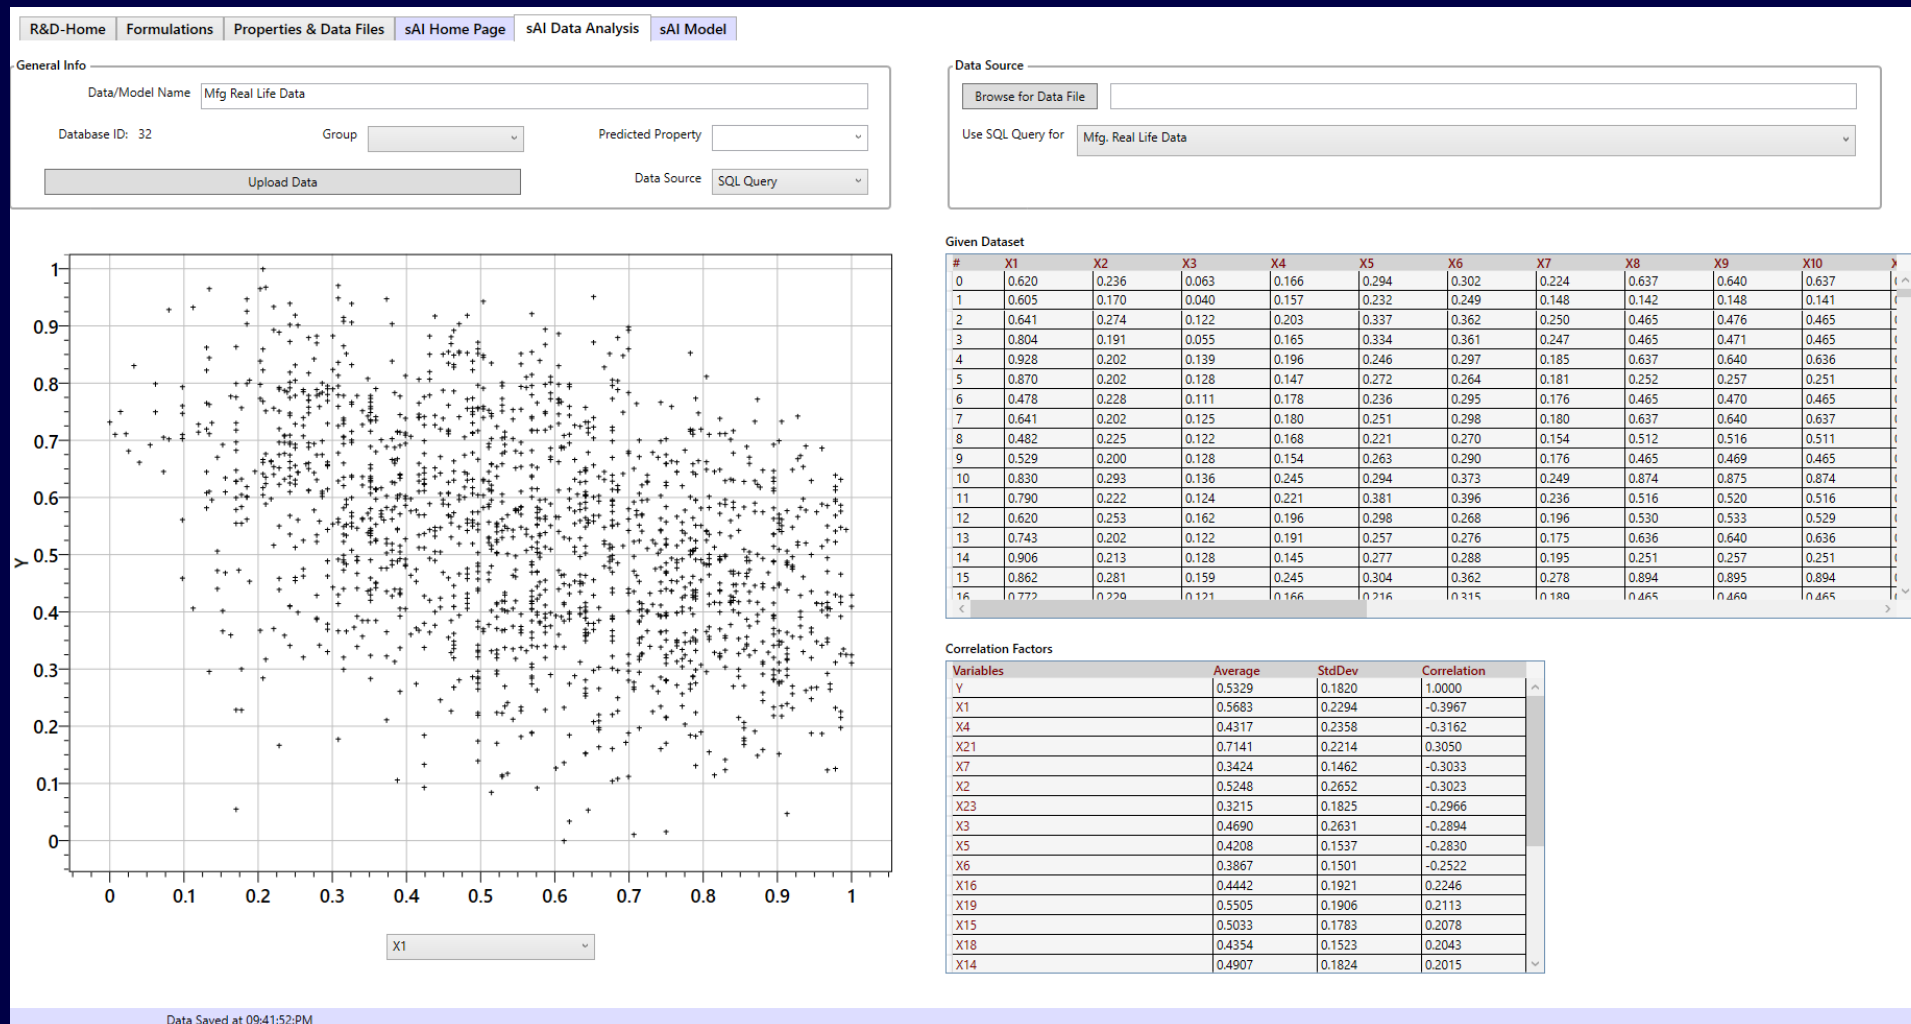 R&D-Home Formulations Properties & Data Files sAI Home Page sAI Data Analysis sAI Model
General Info
Data/Model Name Mfg Real Life Data
Database ID: 32 Group Predicted Property
Upload Data Data Source SQL Query
Data Source
Browse for Data File
Use SQL Query for Mfg. Real Life Data
Y
1
0.9
0.8
0.7
0.6
0.5
0.4
0.3
0.2
0.1
0
0 0.1 0.2 0.3 0.4 0.5 0.6 0.7 0.8 0.9 1
X1
Given Dataset
# X1 X2 X3 X4 X5 X6 X7 X8 X9 X10
0 0.620 0.236 0.063 0.166 0.294 0.302 0.224 0.637 0.640 0.637
1 0.605 0.170 0.040 0.157 0.232 0.249 0.148 0.142 0.148 0.141
2 0.641 0.274 0.122 0.203 0.337 0.362 0.250 0.465 0.476 0.465
3 0.804 0.191 0.055 0.165 0.334 0.361 0.247 0.465 0.471 0.465
4 0.928 0.202 0.139 0.196 0.246 0.297 0.185 0.637 0.640 0.636
5 0.870 0.202 0.128 0.147 0.272 0.264 0.181 0.252 0.257 0.251
6 0.478 0.228 0.111 0.178 0.236 0.295 0.176 0.465 0.470 0.465
7 0.641 0.202 0.125 0.180 0.251 0.298 0.180 0.637 0.640 0.637
8 0.482 0.225 0.122 0.168 0.221 0.270 0.154 0.512 0.516 0.511
9 0.529 0.200 0.128 0.154 0.263 0.290 0.176 0.465 0.469 0.465
10 0.830 0.293 0.136 0.245 0.294 0.373 0.249 0.874 0.875 0.874
11 0.790 0.222 0.124 0.221 0.381 0.396 0.236 0.516 0.520 0.516
12 0.620 0.253 0.162 0.196 0.298 0.268 0.196 0.530 0.533 0.529
13 0.743 0.202 0.122 0.191 0.257 0.276 0.175 0.636 0.640 0.636
14 0.906 0.213 0.128 0.145 0.277 0.288 0.195 0.251 0.257 0.251
15 0.862 0.281 0.159 0.245 0.304 0.362 0.278 0.894 0.895 0.894
16 0.772 0.229 0.121 0.166 0.216 0.315 0.189 0.465 0.469 0.465
Correlation Factors
Variables Average StdDev Correlation
Y 0.5329 0.1820 1.0000
X1 0.5683 0.2294 -0.3967
X4 0.4317 0.2358 -0.3162
X21 0.7141 0.2214 0.3050
X7 0.3424 0.1462 -0.3033
X2 0.5248 0.2652 -0.3023
X23 0.3215 0.1825 -0.2966
X3 0.4690 0.2631 -0.2894
X5 0.4208 0.1537 -0.2830
X6 0.3867 0.1501 -0.2522
X16 0.4442 0.1921 0.2246
X19 0.5505 0.1906 0.2113
X15 0.5033 0.1783 0.2078
X18 0.4354 0.1523 0.2043
X14 0.4907 0.1824 0.2015
Data Saved at 09:41:52:PM